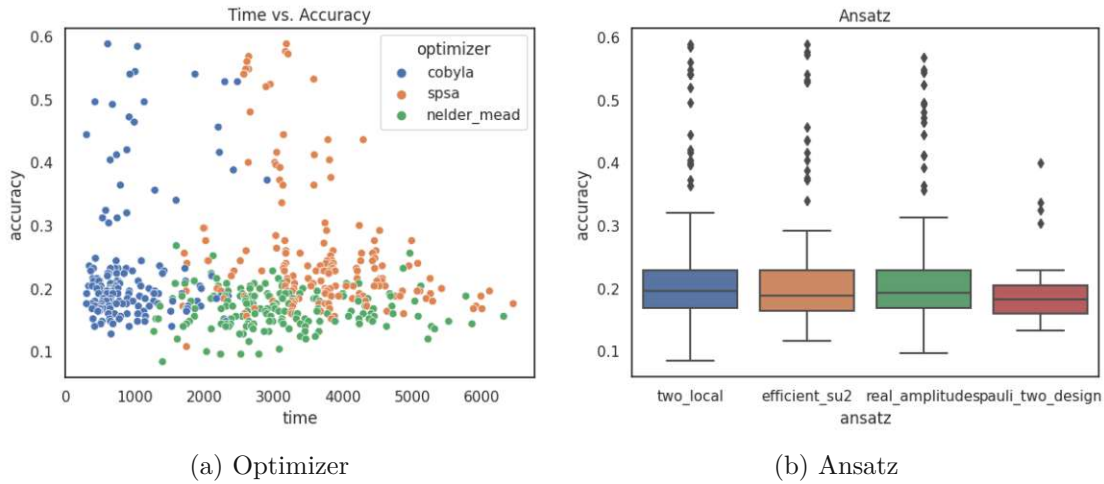 Time vs. Accuracy
0.6
0.5
0.4
0.3
0.2
0.1
accuracy
optimizer
cobyla
spsa
nelder_mead
0 1000 2000 3000 4000 5000 6000
time
(a) Optimizer
Ansatz
0.6
0.5
0.4
0.3
0.2
0.1
accuracy
two_local efficient_su2 real_amplitudes pauli_two_design
ansatz
(b) Ansatz